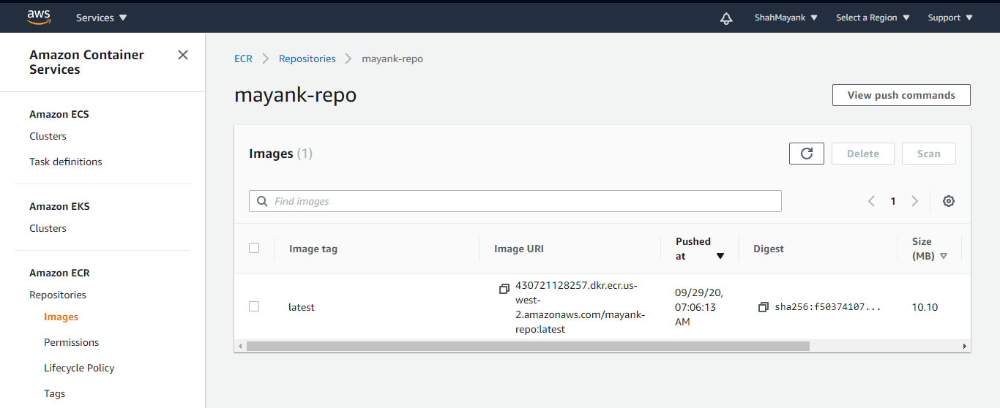 aws Services ShahMayank Select a Region Support
Amazon Container
Services
Amazon ECS
Clusters
Task definitions
Amazon EKS
Clusters
Amazon ECR
Repositories
Images
Permissions
Lifecycle Policy
Tags
ECR Repositories mayank-repo
mayank-repo
View push commands
Images (1)
Delete
Scan
Find images
1
Image tag
Image URI
Pushed
at
Digest
Size
(MB)
latest
430721128257.dkr.ecr.us-
west-
2.amazonaws.com/mayank-
repo:latest
09/29/20,
07:06:13
AM
sha256:f50374107...
10.10